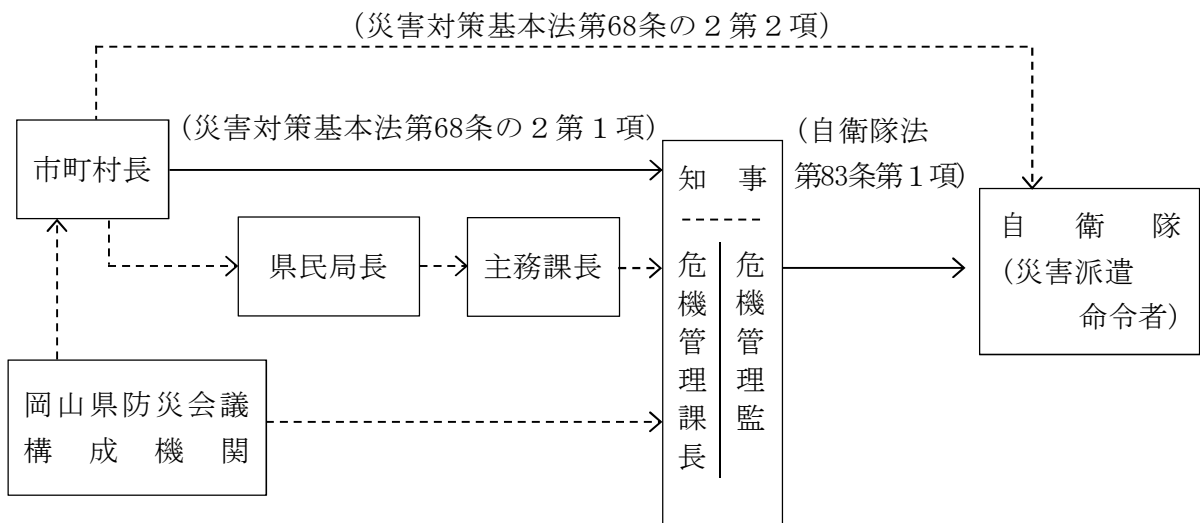 (災害対策基本法第68条の２第２項)
(災害対策基本法第68条の２第１項)
市町村長
(自衛隊法
第83条第１項)
知事
県民局長
主務課長
危機管理課長
危機管理監
自衛隊
(災害派遣
命令者)
岡山県防災会議
構成機関